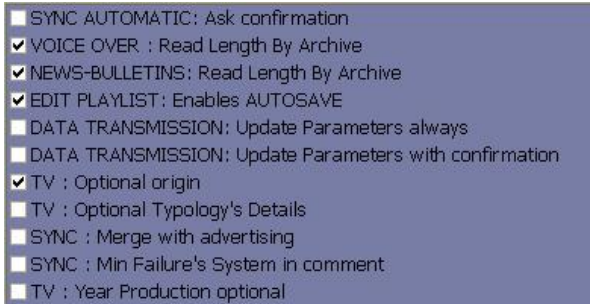 SYNC AUTOMATIC: Ask confirmation
VOICE OVER : Read Length By Archive
NEWS-BULLETINS: Read Length By Archive
EDIT PLAYLIST: Enables AUTOSAVE
DATA TRANSMISSION: Update Parameters always
DATA TRANSMISSION: Update Parameters with confirmation
TV : Optional origin
TV : Optional Typology's Details
SYNC : Merge with advertising
SYNC : Min Failure's System in comment
TV : Year Production optional